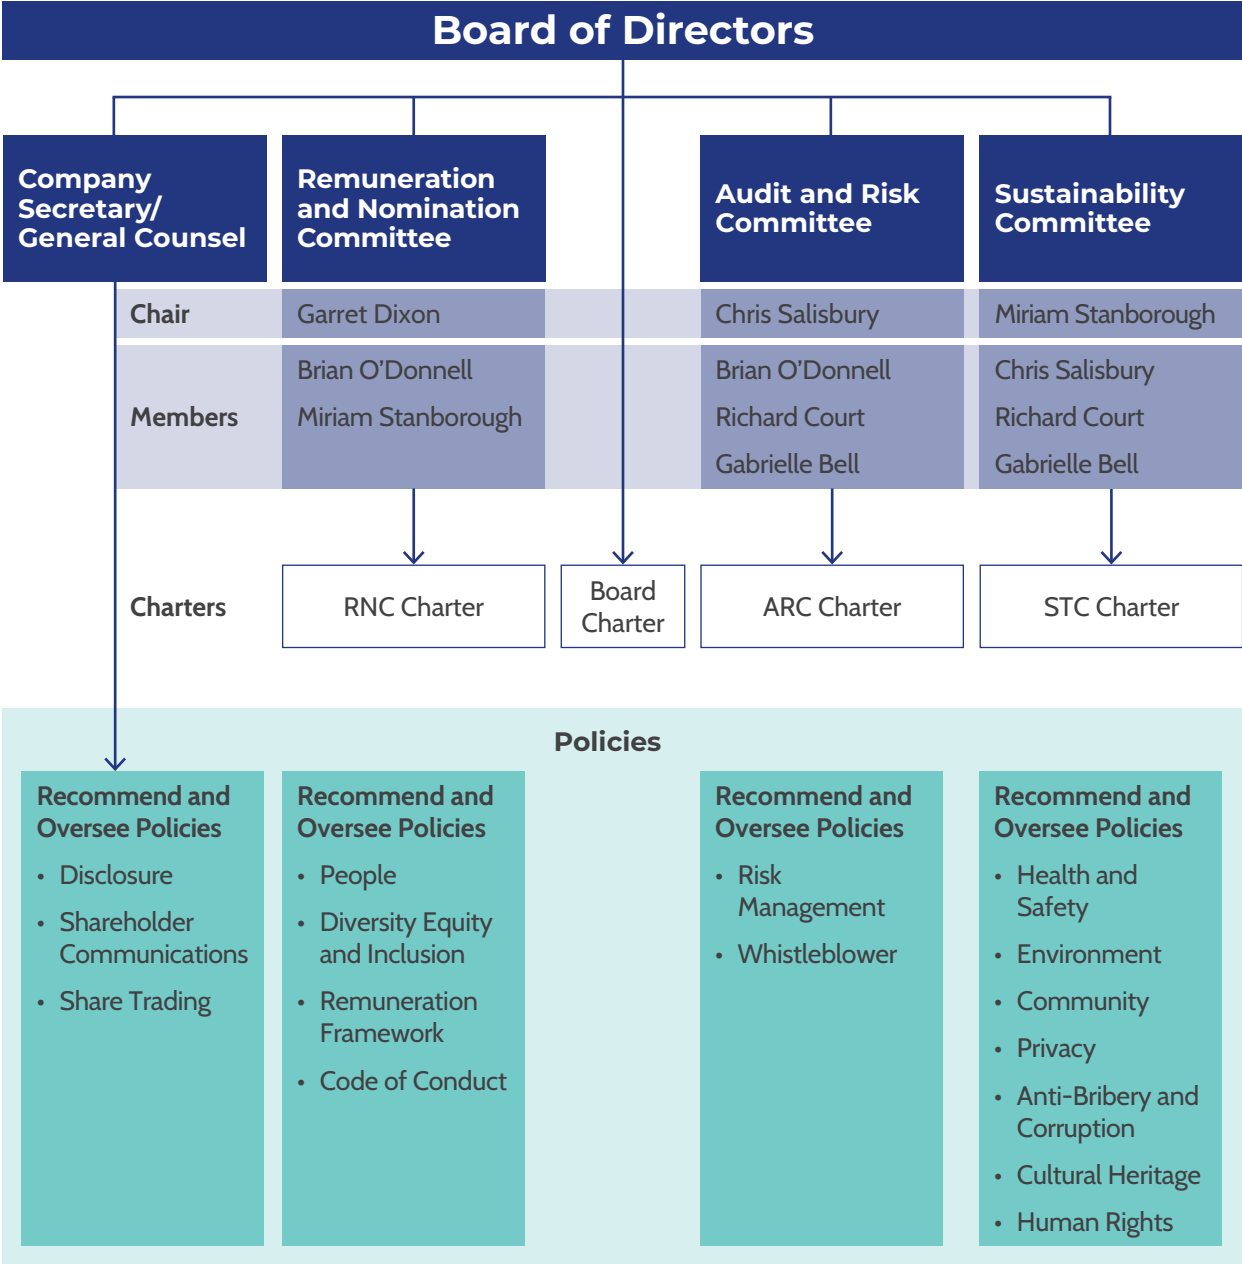 Board of Directors
Company
Secretary/
General Counsel
Remuneration
and Nomination
Committee
Audit and Risk
Committee
Sustainability
Committee
Chair
Garret Dixon
Chris Salisbury
Miriam Stanborough
Members
Brian O’Donnell
Miriam Stanborough
Brian O’Donnell
Richard Court
Gabrielle Bell
Chris Salisbury
Richard Court
Gabrielle Bell
Charters
RNC Charter
Board
Charter
ARC Charter
STC Charter
Policies
Recommend and
Oversee Policies
• Disclosure
• Shareholder
Communications
• Share Trading
Recommend and
Oversee Policies
• People
• Diversity Equity
and Inclusion
• Remuneration
Framework
• Code of Conduct
Recommend and
Oversee Policies
• Risk
Management
• Whistleblower
Recommend and
Oversee Policies
• Health and
Safety
• Environment
• Community
• Privacy
• Anti-Bribery and
Corruption
• Cultural Heritage
• Human Rights